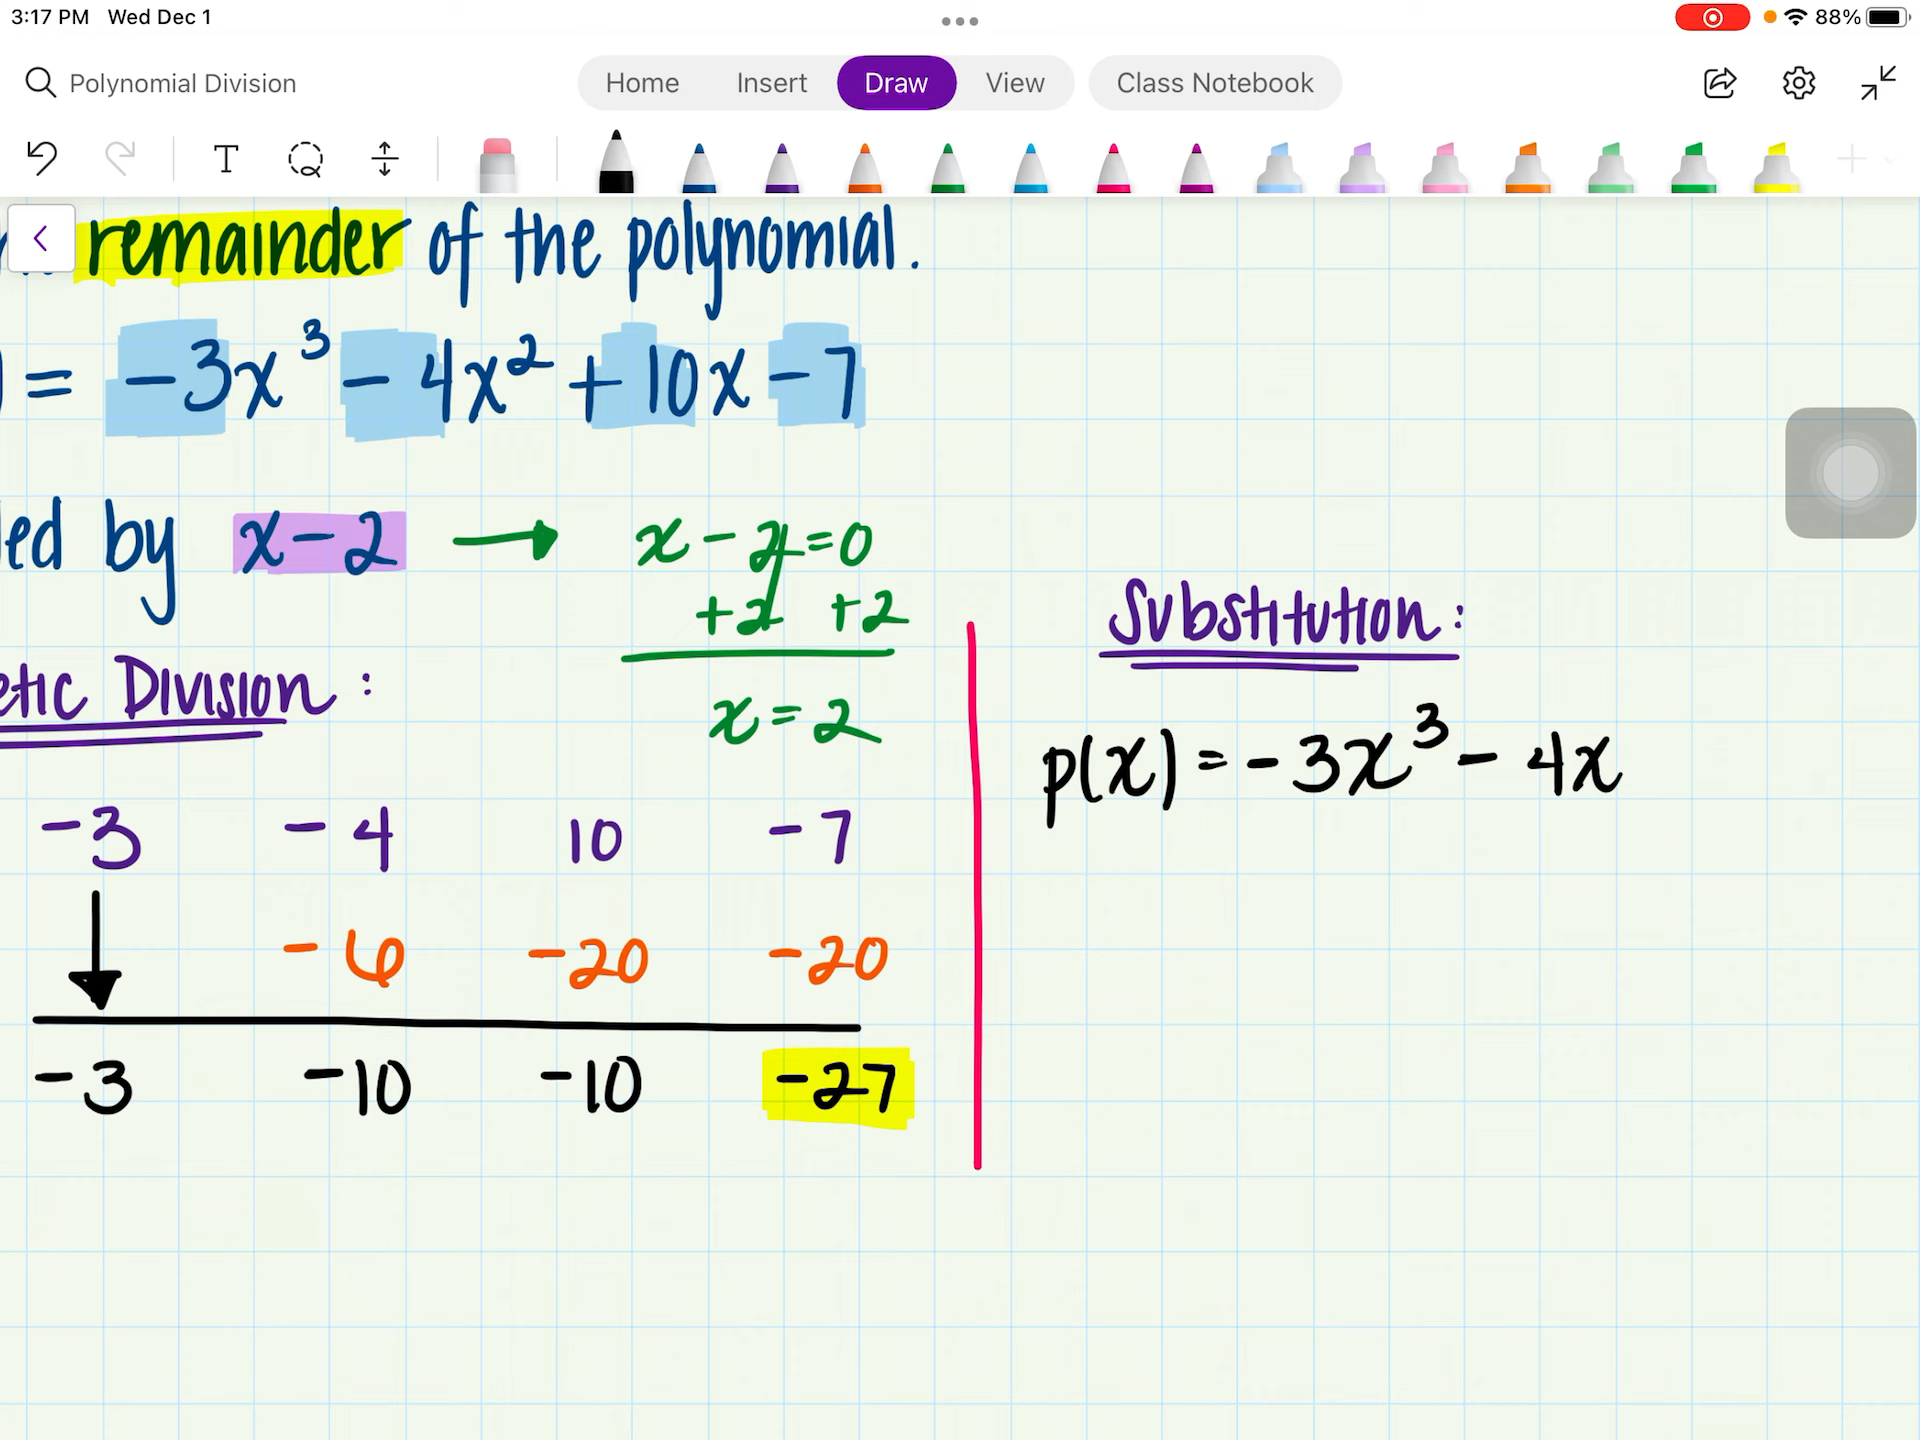 3:17 PM Wed Dec 1
88%
Polynomial Division
Home Insert Draw View Class Notebook
T
remainder of the polynomial.
) = -3x³ - 4x² + 10x - 7
led by x-2 → x - 2 = 0
+2 +2
x = 2
etic Division:
-3 -4 10 -7
-6 -20 -20
-3 -10 -10 -27
Substitution:
p(x) = -3x³ - 4x